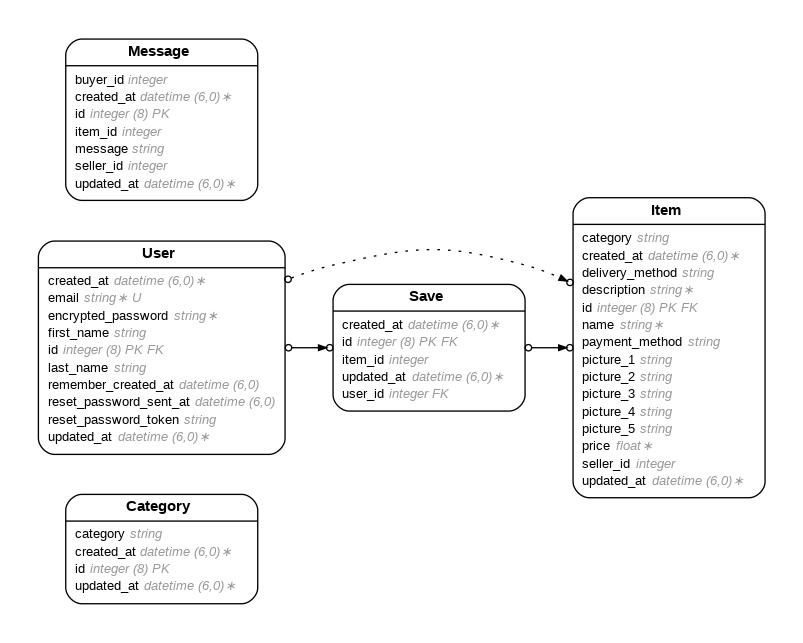 Message
buyer_id integer
created_at datetime (6,0)∗
id integer (8) PK
item_id integer
message string
seller_id integer
updated_at datetime (6,0)∗
User
created_at datetime (6,0)∗
email string∗ U
encrypted_password string∗
first_name string
id integer (8) PK FK
last_name string
remember_created_at datetime (6,0)
reset_password_sent_at datetime (6,0)
reset_password_token string
updated_at datetime (6,0)∗
Save
created_at datetime (6,0)∗
id integer (8) PK FK
item_id integer
updated_at datetime (6,0)∗
user_id integer FK
Item
category string
created_at datetime (6,0)∗
delivery_method string
description string∗
id integer (8) PK FK
name string∗
payment_method string
picture_1 string
picture_2 string
picture_3 string
picture_4 string
picture_5 string
price float∗
seller_id integer
updated_at datetime (6,0)∗
Category
category string
created_at datetime (6,0)∗
id integer (8) PK
updated_at datetime (6,0)∗